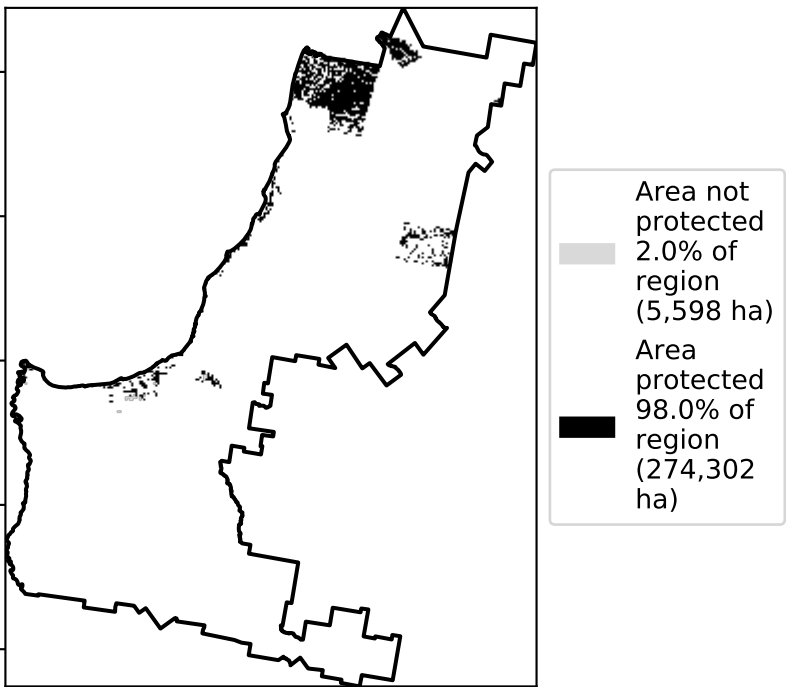 Area not
protected
2.0% of
region
(5,598 ha)
Area
protected
98.0% of
region
(274,302
ha)